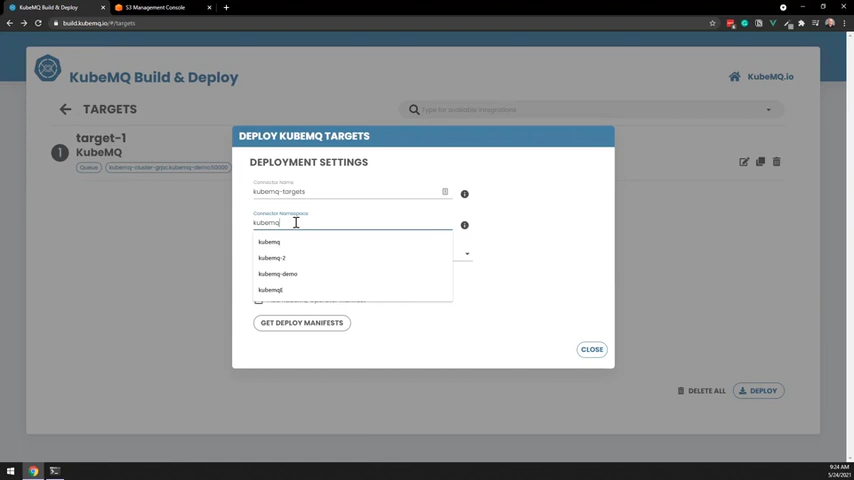 KubeMQ Build & Deploy
S3 Management Console
build.kubemq.io/#/targets
KubeMQ Build & Deploy
KubeMQ.io
TARGETS
Type for available integrations
target-1
1
KubeMQ
Queue
kubemq-cluster-grpc.kubemq-demo:50000
DEPLOY KUBEMQ TARGETS
DEPLOYMENT SETTINGS
Connector Name
kubemq-targets
Connector Namespace
kubemq
kubemq
kubemq-2
kubemq-demo
kubemqE
GET DEPLOY MANIFESTS
CLOSE
DELETE ALL
DEPLOY
9:24 AM
5/24/2021